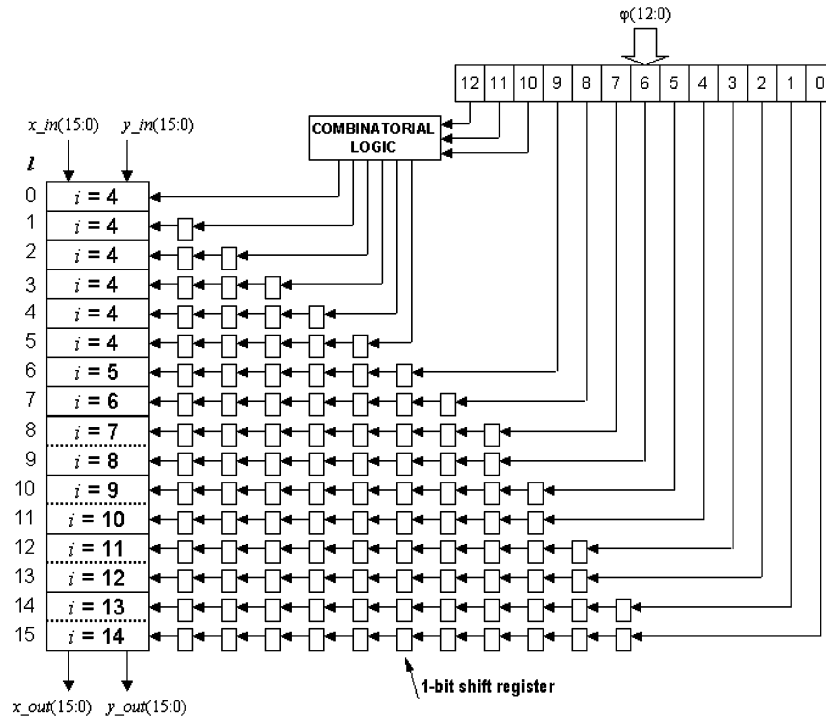 φ(12:0)
12 11 10 9 8 7 6 5 4 3 2 1 0
x_in(15:0) y_in(15:0)
COMBINATORIAL
LOGIC
l
0 i = 4
1 i = 4
2 i = 4
3 i = 4
4 i = 4
5 i = 4
6 i = 5
7 i = 6
8 i = 7
9 i = 8
10 i = 9
11 i = 10
12 i = 11
13 i = 12
14 i = 13
15 i = 14
1-bit shift register
x_out(15:0) y_out(15:0)